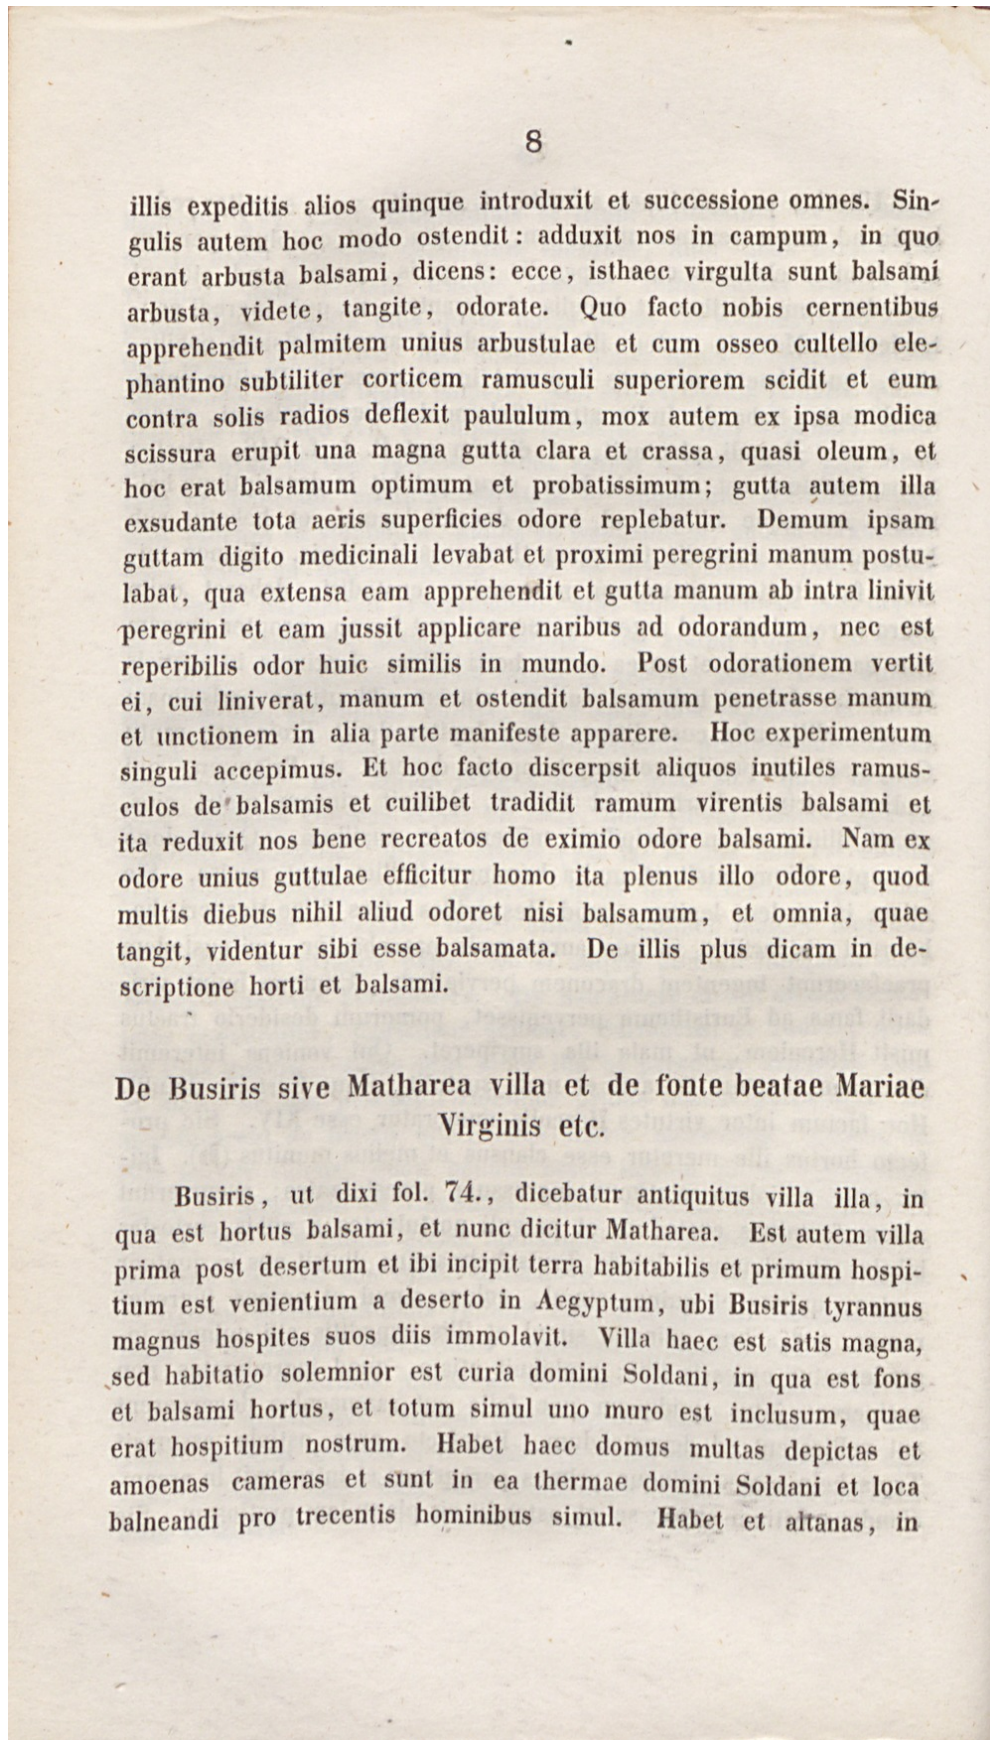 8
illis expeditis alios quinque introduxit et successione omnes. Sin-
gulis autem hoc modo ostendit: adduxit nos in campum, in quo
erant arbusta balsami, dicens: ecce, isthaec virgulta sunt balsami
arbusta, videte, tangite, odorate. Quo facto nobis cernentibus
apprehendit palmitem unius arbustulae et cum osseo cultello ele-
phantino subtiliter corticem ramusculi superiorem scidit et eum
contra solis radios deflexit paululum, mox autem ex ipsa modica
scissura erupit una magna gutta clara et crassa, quasi oleum, et
hoc erat balsamum optimum et probatissimum; gutta autem illa
exsudante tota aeris superficies odore replebatur. Demum ipsam
guttam digito medicinali levabat et proximi peregrini manum postu-
labat, qua extensa eam apprehendit et gutta manum ab intra linivit
peregrini et eam jussit applicare naribus ad odorandum, nec est
reperibilis odor huic similis in mundo. Post odorationem vertit
ei, cui liniverat, manum et ostendit balsamum penetrasse manum
et unctionem in alia parte manifeste apparere. Hoc experimentum
singuli accepimus. Et hoc facto discerpsit aliquos inutiles ramus-
culos de balsamis et cuilibet tradidit ramum virentis balsami et
ita reduxit nos bene recreatos de eximio odore balsami. Nam ex
odore unius guttulae efficitur homo ita plenus illo odore, quod
multis diebus nihil aliud odoret nisi balsamum, et omnia, quae
tangit, videntur sibi esse balsamata. De illis plus dicam in de-
scriptione horti et balsami.
De Busiris sive Matharea villa et de fonte beatae Mariae
Virginis etc.
Busiris, ut dixi fol. 74., dicebatur antiquitus villa illa, in
qua est hortus balsami, et nunc dicitur Matharea. Est autem villa
prima post desertum et ibi incipit terra habitabilis et primum hospi-
tium est venientium a deserto in Aegyptum, ubi Busiris tyrannus
magnus hospites suos diis immolavit. Villa haec est satis magna,
sed habitatio solemnior est curia domini Soldani, in qua est fons
et balsami hortus, et totum simul uno muro est inclusum, quae
erat hospitium nostrum. Habet haec domus multas depictas et
amoenas cameras et sunt in ea thermae domini Soldani et loca
balneandi pro trecentis hominibus simul. Habet et altanas, in